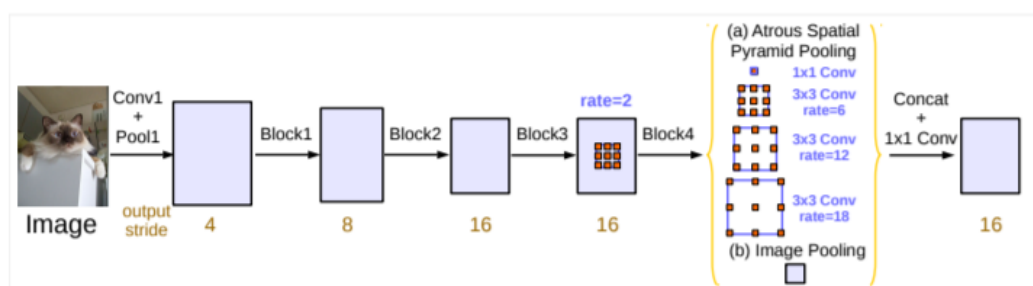 (a) Atrous Spatial
Pyramid Pooling
1x1 Conv
3x3 Conv
rate=6
3x3 Conv
rate=12
3x3 Conv
rate=18
(b) Image Pooling
Conv1
+
Pool1
Block1
Block2
Block3
rate=2
Block4
Concat
+
1x1 Conv
Image
output
stride
4
8
16
16
16